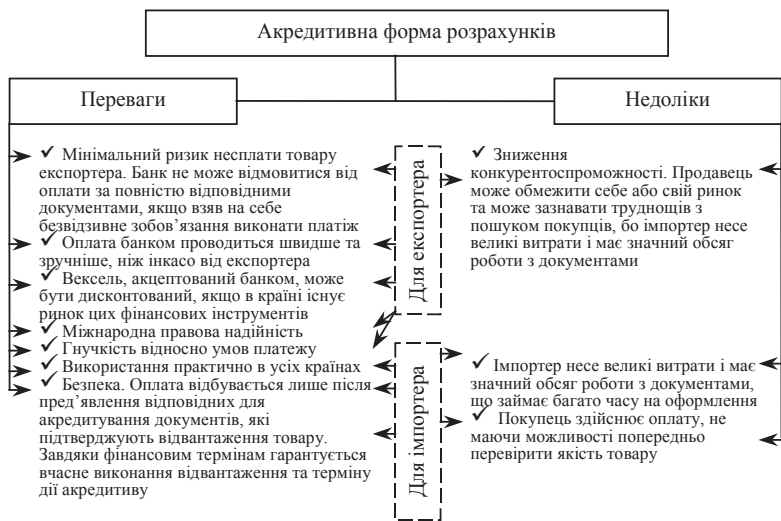 Акредитивна форма розрахунків
Переваги
Недоліки
✓ Мінімальний ризик несплати товару
експортера. Банк не може відмовитися від
оплати за повністю відповідними
документами, якщо взяв на себе
безвідзивне зобов’язання виконати платіж
✓ Оплата банком проводиться швидше та
зручніше, ніж інкасо від експортера
✓ Вексель, акцептований банком, може
бути дисконтований, якщо в країні існує
ринок цих фінансових інструментів
✓ Міжнародна правова надійність
✓ Гнучкість відносно умов платежу
✓ Використання практично в усіх країнах
✓ Безпека. Оплата відбувається лише після
пред’явлення відповідних для
акредитування документів, які
підтверджують відвантаження товару.
Завдяки фінансовим термінам гарантується
вчасне виконання відвантаження та терміну
дії акредитиву
Для експортера
Для імпортера
✓ Зниження
конкурентоспроможності. Продавець
може обмежити себе або свій ринок
та може зазнавати труднощів з
пошуком покупців, бо імпортер несе
великі витрати і має значний обсяг
роботи з документами
✓ Імпортер несе великі витрати і має
значний обсяг роботи з документами,
що займає багато часу на оформлення
✓ Покупець здійснює оплату, не
маючи можливості попередньо
перевірити якість товару